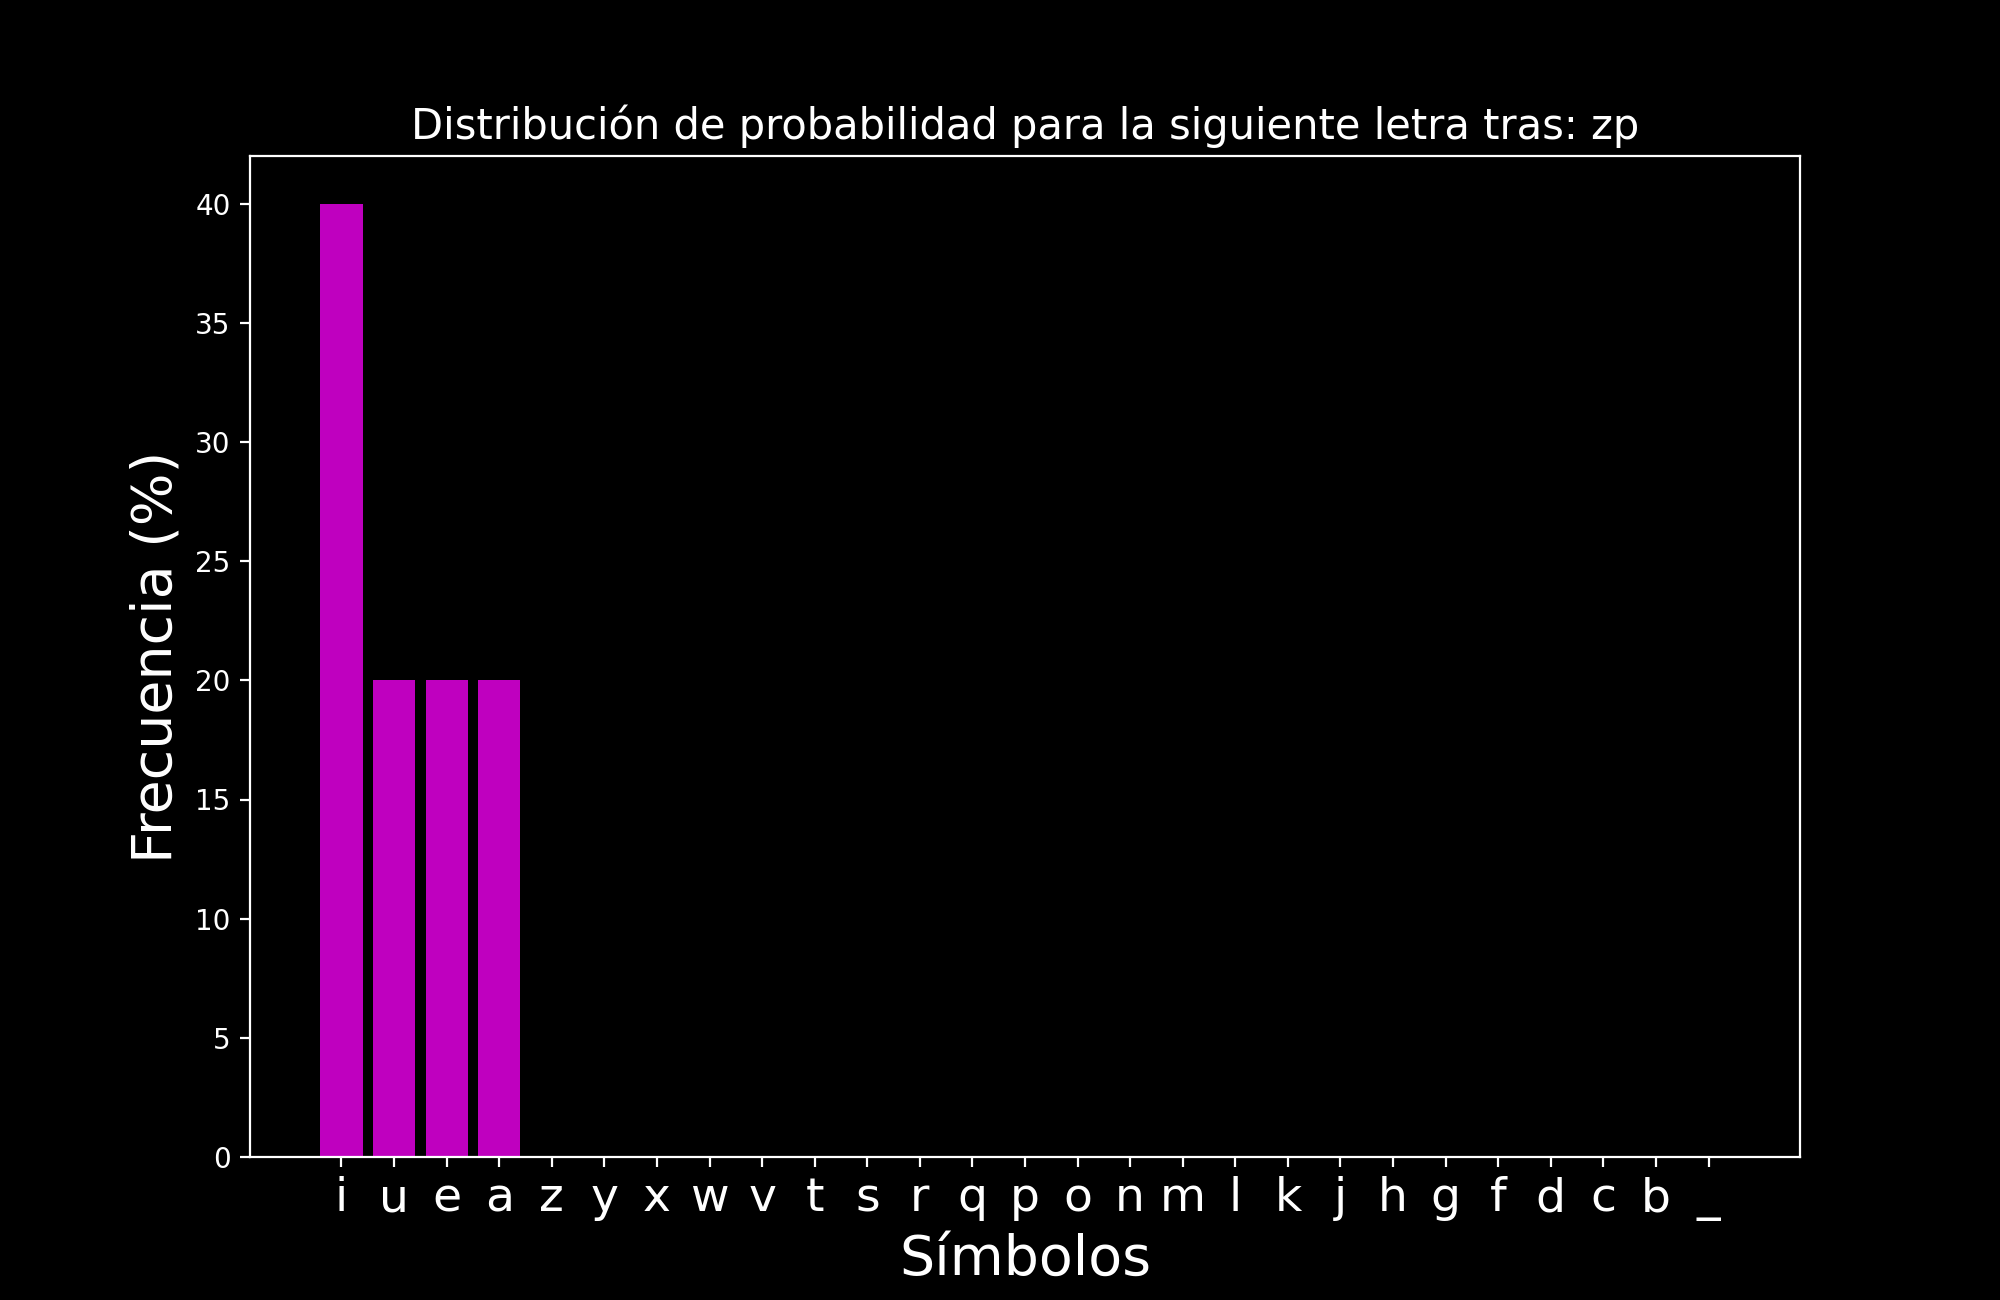 Distribución de probabilidad para la siguiente letra tras: zp
Frecuencia (%)
40
35
30
25
20
15
10
5
0
i u e a z y x w v t s r q p o n m l k j h g f d c b _
Símbolos